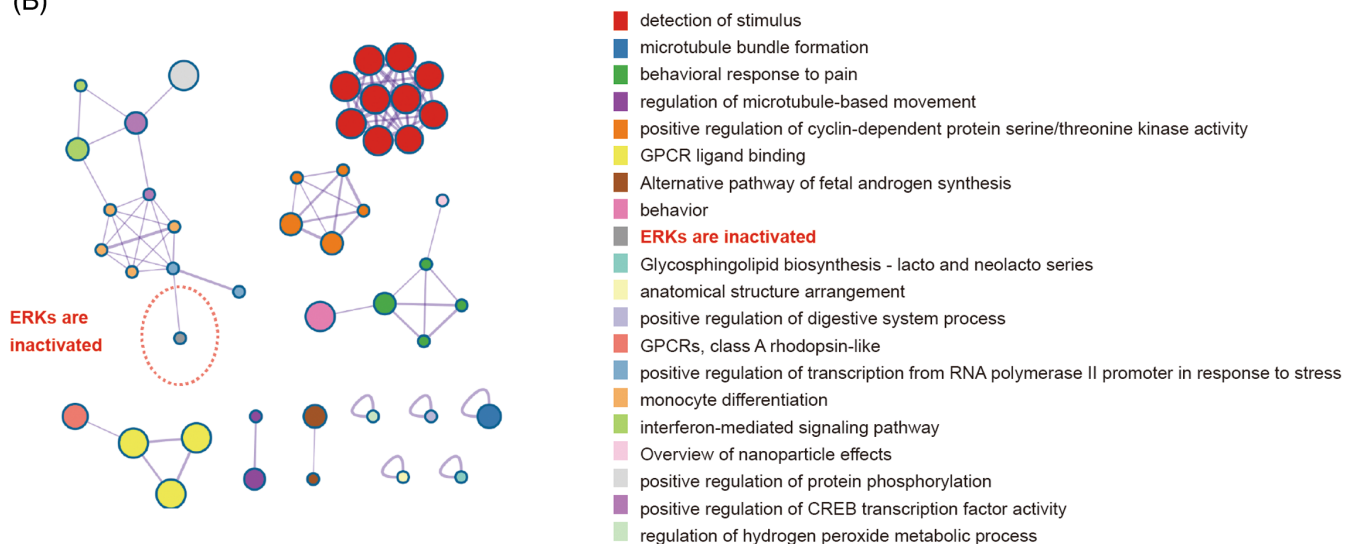 (B)
detection of stimulus
microtubule bundle formation
behavioral response to pain
regulation of microtubule-based movement
positive regulation of cyclin-dependent protein serine/threonine kinase activity
GPCR ligand binding
Alternative pathway of fetal androgen synthesis
behavior
ERKs are inactivated
Glycosphingolipid biosynthesis - lacto and neolacto series
anatomical structure arrangement
positive regulation of digestive system process
GPCRs, class A rhodopsin-like
positive regulation of transcription from RNA polymerase II promoter in response to stress
monocyte differentiation
interferon-mediated signaling pathway
Overview of nanoparticle effects
positive regulation of protein phosphorylation
positive regulation of CREB transcription factor activity
regulation of hydrogen peroxide metabolic process
ERKs are
inactivated